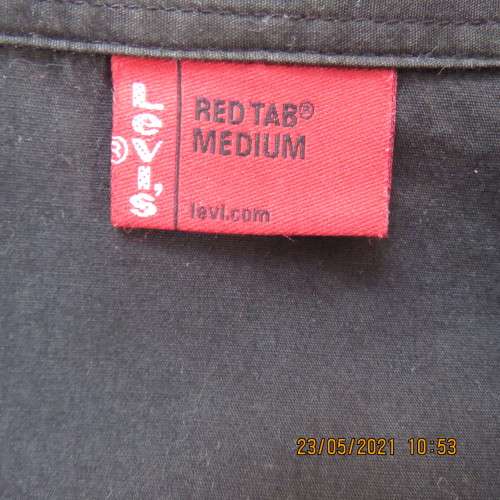 Levi's
®
RED TAB®
MEDIUM
levi.com
23/05/2021 10:53